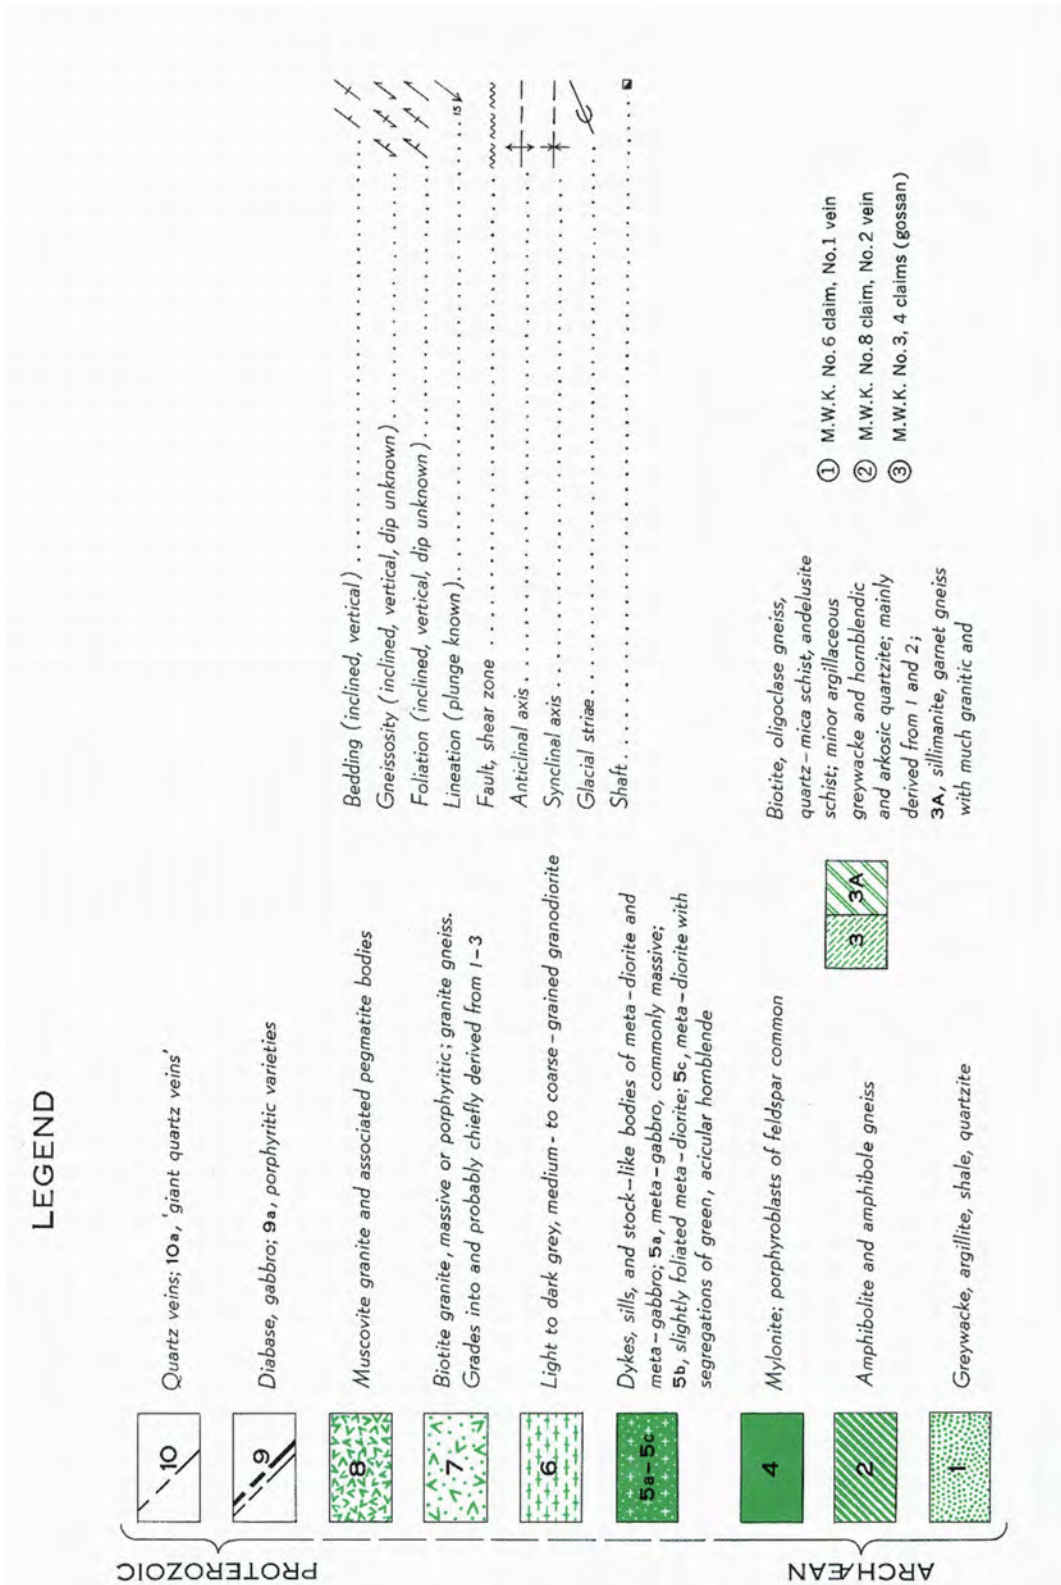 LEGEND
PROTEROZOIC
10
Quartz veins; 10a, 'giant quartz veins'
9
Diabase, gabbro; 9a, porphyritic varieties
8
Muscovite granite and associated pegmatite bodies
7
Biotite granite, massive or porphyritic; granite gneiss.
Grades into and probably chiefly derived from 1-3
6
Light to dark grey, medium- to coarse-grained granodiorite
5a-5c
Dykes, sills, and stock-like bodies of meta-diorite and
meta-gabbro; 5a, meta-gabbro, commonly massive;
5b, slightly foliated meta-diorite; 5c, meta-diorite with
segregations of green, acicular hornblende
ARCHÆAN
4
Mylonite; porphyroblasts of feldspar common
2
Amphibolite and amphibole gneiss
1
Greywacke, argillite, shale, quartzite
3 3A
Biotite, oligoclase gneiss,
quartz-mica schist, andelusite
schist; minor argillaceous
greywacke and hornblendic
and arkosic quartzite; mainly
derived from 1 and 2;
3A, sillimanite, garnet gneiss
with much granitic and
Bedding (inclined, vertical)
Gneissosity (inclined, vertical, dip unknown)
Foliation (inclined, vertical, dip unknown)
Lineation (plunge known) 15
Fault, shear zone
Anticlinal axis
Synclinal axis
Glacial striae
Shaft
1 M.W.K. No.6 claim, No.1 vein
2 M.W.K. No.8 claim, No.2 vein
3 M.W.K. No.3, 4 claims (gossan)